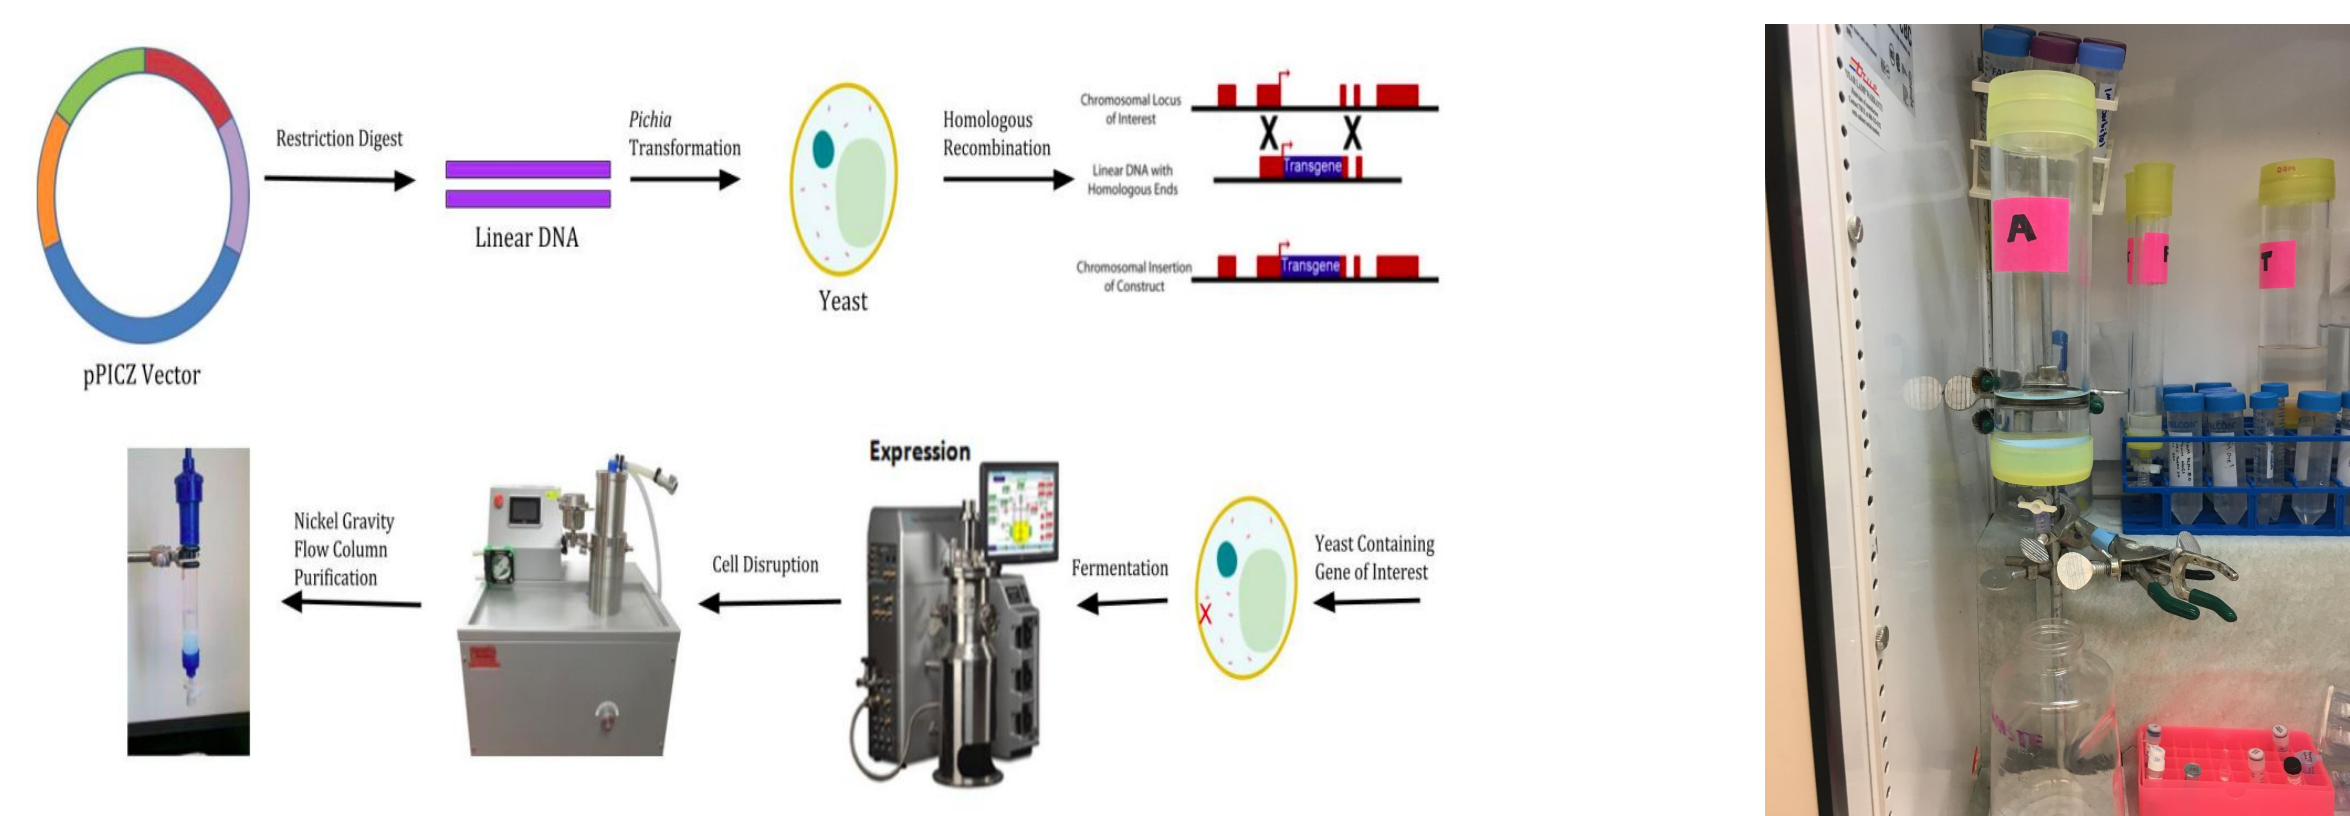 Restriction Digest
Pichia
Transformation
Homologous
Recombination
Chromosomal Locus
of Interest
Transgene
Linear DNA with
Homologous Ends
Linear DNA
Yeast
Transgene
Chromosomal Insertion
of Construct
pPICZ Vector
Expression
Nickel Gravity
Flow Column
Purification
Cell Disruption
Fermentation
Yeast Containing
Gene of Interest
A
T